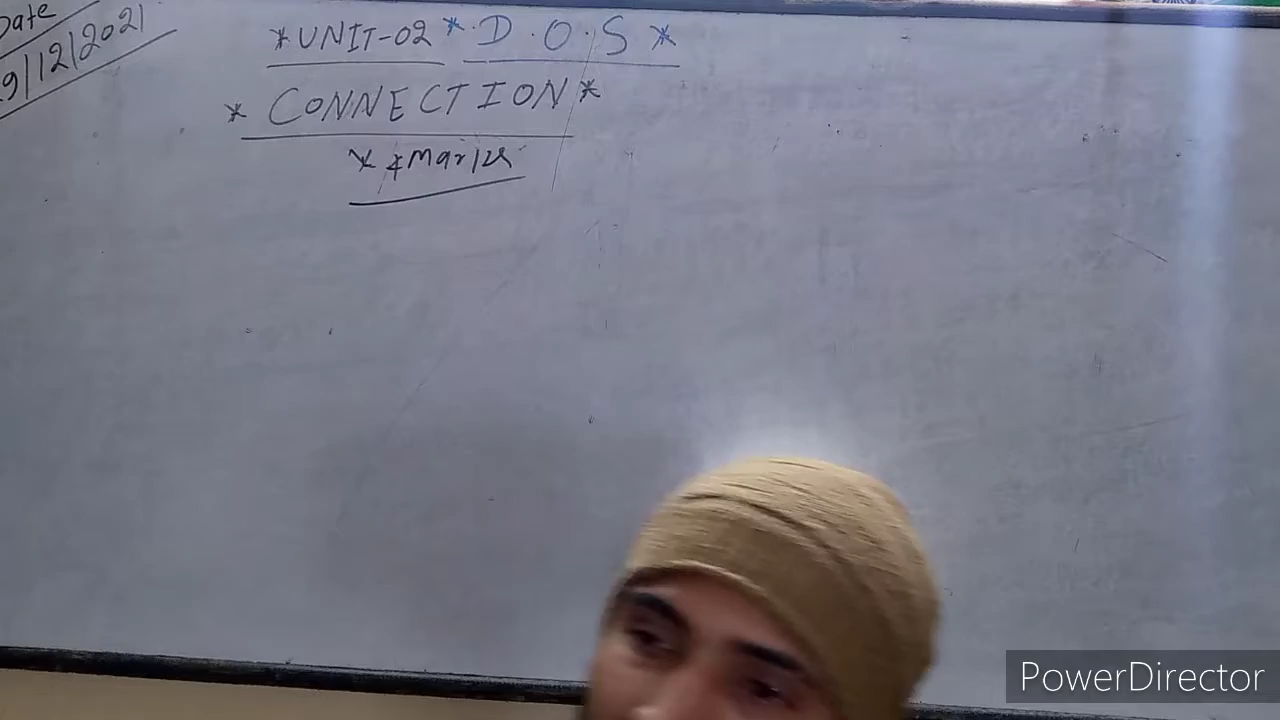 Date
9/12/2021
*UNIT-02 * D.O.S *
* CONNECTION *
* 4 Marks
PowerDirector